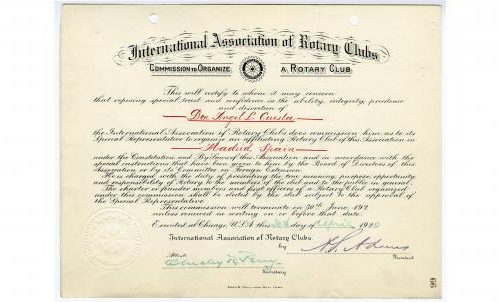 International Association of Rotary Clubs
COMMISSION TO ORGANIZE A ROTARY CLUB
This will certify to whom it may concern
that reposing special trust and confidence in the ability, integrity, prudence
and discretion of
Don Angel L. Cuesta
the International Association of Rotary Clubs does commission him as to its
Special Representative to organize an affiliating Rotary Club of this Association in
Madrid, Spain
under the Constitution and By-laws of this Association and in accordance with the
special instructions that have been given to him by the Board of Directors of this
Association or by its Committee on Foreign Extension.
He is charged with the duty of presenting the true meaning, purpose, opportunity
and responsibility of Rotary to the members of the club and to the public in general.
The charter or founder members and first officers of a Rotary Club organized
under this commission shall be elected by the club subject to the approval of
the Special Representative.
This commission will terminate on 30th June, 192
unless renewed in writing on or before that date.
Executed at Chicago, U.S.A. this day of April 1920
International Association of Rotary Clubs
By
Attest
Chesley R. Perry
Secretary
President
99